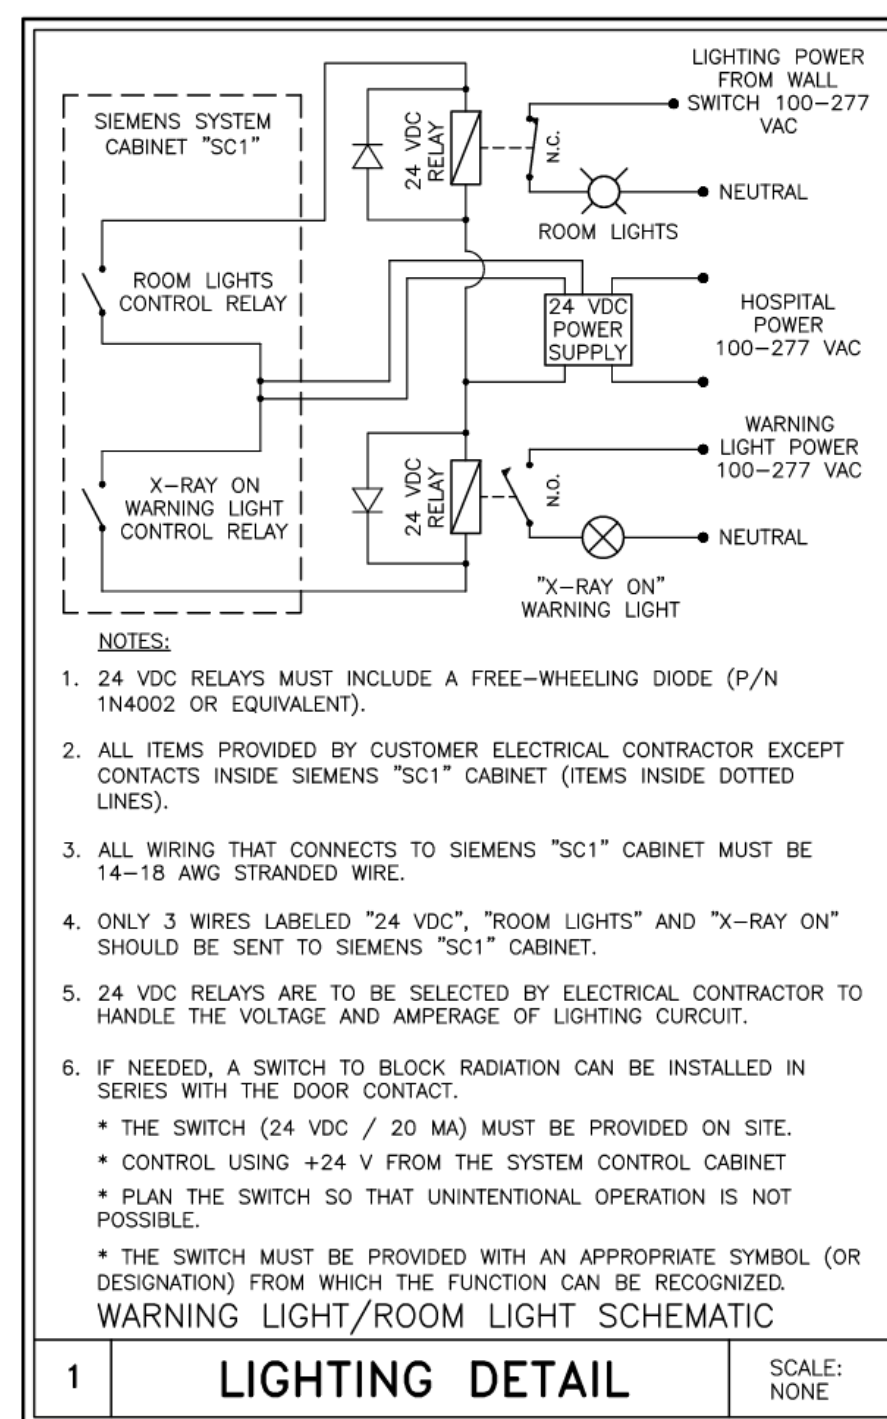 LIGHTING POWER
FROM WALL
SWITCH 100-277
VAC
SIEMENS SYSTEM
CABINET "SC1"
24 VDC
RELAY
N.C.
NEUTRAL
ROOM LIGHTS
ROOM LIGHTS
CONTROL RELAY
24 VDC
POWER
SUPPLY
HOSPITAL
POWER
100-277 VAC
WARNING
LIGHT POWER
100-277 VAC
X-RAY ON
WARNING LIGHT
CONTROL RELAY
24 VDC
RELAY
N.O.
NEUTRAL
"X-RAY ON"
WARNING LIGHT
NOTES:
1. 24 VDC RELAYS MUST INCLUDE A FREE-WHEELING DIODE (P/N
1N4002 OR EQUIVALENT).
2. ALL ITEMS PROVIDED BY CUSTOMER ELECTRICAL CONTRACTOR EXCEPT
CONTACTS INSIDE SIEMENS "SC1" CABINET (ITEMS INSIDE DOTTED
LINES).
3. ALL WIRING THAT CONNECTS TO SIEMENS "SC1" CABINET MUST BE
14-18 AWG STRANDED WIRE.
4. ONLY 3 WIRES LABELED "24 VDC", "ROOM LIGHTS" AND "X-RAY ON"
SHOULD BE SENT TO SIEMENS "SC1" CABINET.
5. 24 VDC RELAYS ARE TO BE SELECTED BY ELECTRICAL CONTRACTOR TO
HANDLE THE VOLTAGE AND AMPERAGE OF LIGHTING CURCUIT.
6. IF NEEDED, A SWITCH TO BLOCK RADIATION CAN BE INSTALLED IN
SERIES WITH THE DOOR CONTACT.
* THE SWITCH (24 VDC / 20 MA) MUST BE PROVIDED ON SITE.
* CONTROL USING +24 V FROM THE SYSTEM CONTROL CABINET
* PLAN THE SWITCH SO THAT UNINTENTIONAL OPERATION IS NOT
POSSIBLE.
* THE SWITCH MUST BE PROVIDED WITH AN APPROPRIATE SYMBOL (OR
DESIGNATION) FROM WHICH THE FUNCTION CAN BE RECOGNIZED.
WARNING LIGHT/ROOM LIGHT SCHEMATIC
1
LIGHTING DETAIL
SCALE:
NONE